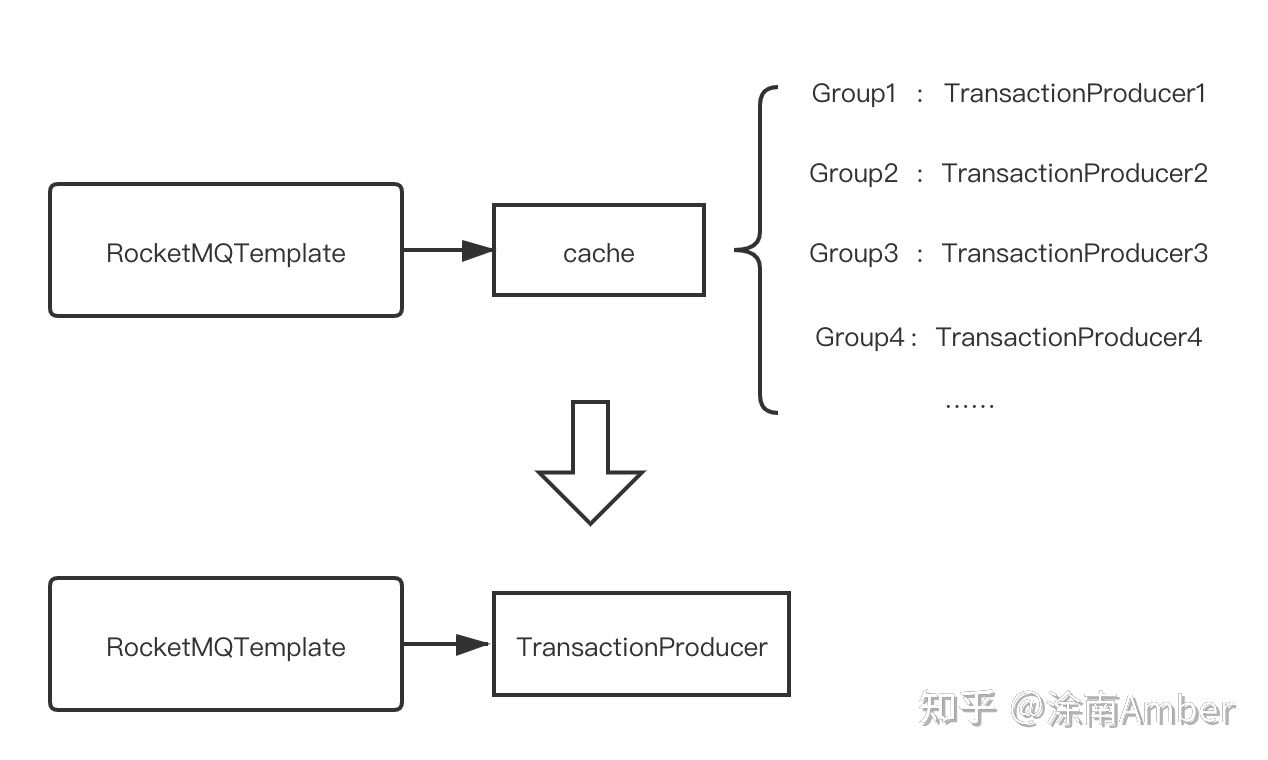 Group1 : TransactionProducer1
Group2 : TransactionProducer2
RocketMQTemplate
cache
Group3 : TransactionProducer3
Group4 : TransactionProducer4
......
RocketMQTemplate
TransactionProducer
知乎 @涂南Amber